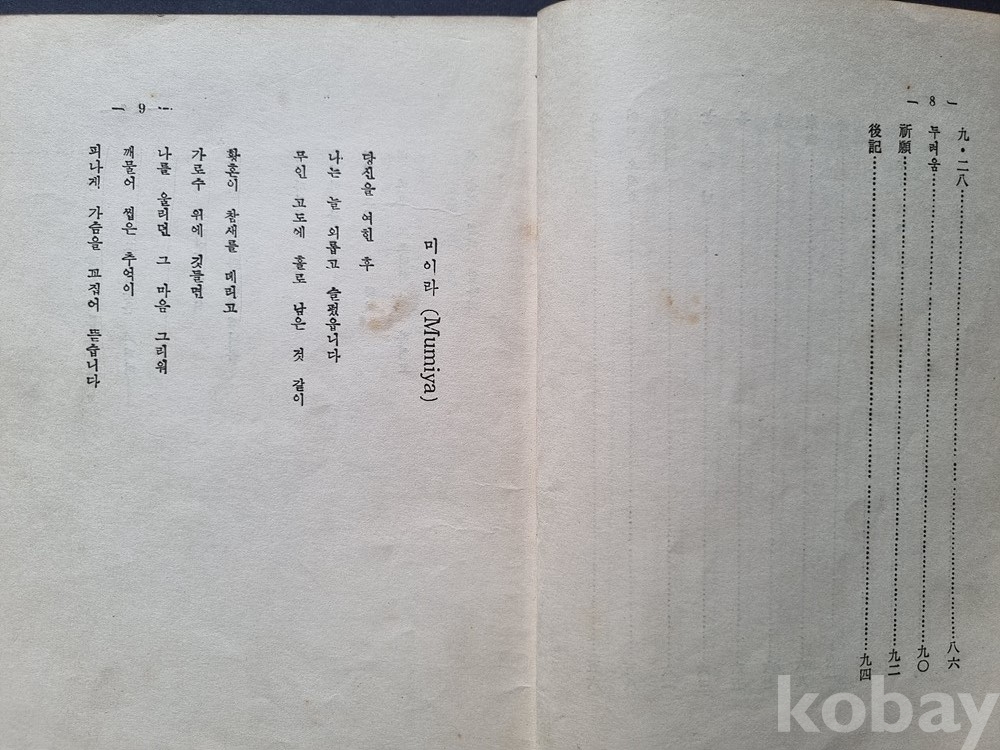 — 8 —
九·二八 八六
두려움 九〇
祈願 九二
後記 九四
미이라 (Mumiya)
당신을 여힌 후
나는 늘 외롭고 슬펐읍니다
무인 고도에 홀로 남은 것 같이
황혼이 참새를 데리고
가로수 위에 깃들면
나를 울리던 그 마음 그리워
깨물어 씹은 추억이
피나게 가슴을 꼬집어 뜯습니다
— 9 —
kobay